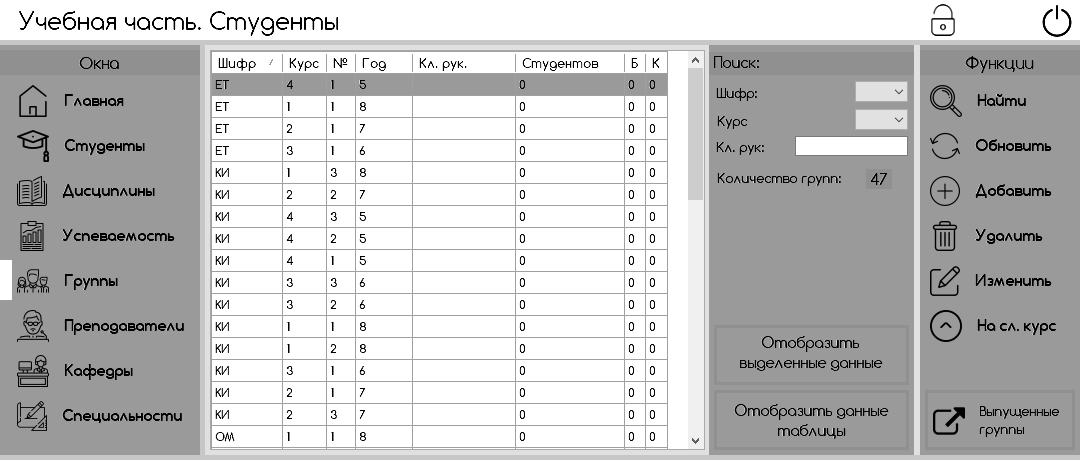 Учебная часть. Студенты
Окна
Главная
Студенты
Дисциплины
Успеваемость
Группы
Преподаватели
Кафедры
Специальности
Шифр Курс № Год Кл. рук. Студентов Б К
ЕТ 4 1 5 0 0 0
ЕТ 1 1 8 0 0 0
ЕТ 2 1 7 0 0 0
ЕТ 3 1 6 0 0 0
КИ 1 3 8 0 0 0
КИ 2 2 7 0 0 0
КИ 4 3 5 0 0 0
КИ 4 2 5 0 0 0
КИ 4 1 5 0 0 0
КИ 3 3 6 0 0 0
КИ 3 2 6 0 0 0
КИ 1 1 8 0 0 0
КИ 1 2 8 0 0 0
КИ 3 1 6 0 0 0
КИ 2 1 7 0 0 0
КИ 2 3 7 0 0 0
ОМ 1 1 8 0 0 0
Поиск:
Шифр:
Курс
Кл. рук:
Количество групп: 47
Отобразить
выделенные данные
Отобразить данные
таблицы
Функции
Найти
Обновить
Добавить
Удалить
Изменить
На сл. курс
Выпущенные
группы